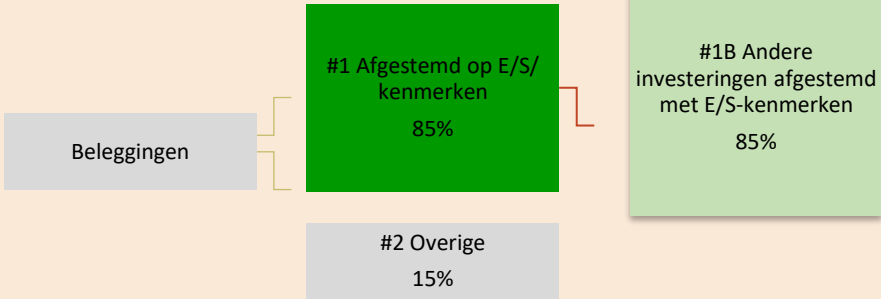 Beleggingen
#1 Afgestemd op E/S/
kenmerken
85%
#1B Andere
investeringen afgestemd
met E/S-kenmerken
85%
#2 Overige
15%